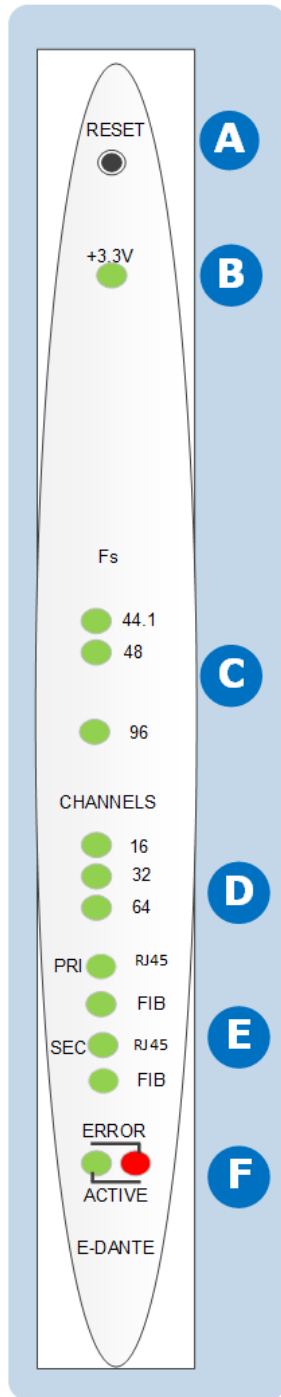 RESET
A
+3.3V
B
Fs
44.1
48
C
96
CHANNELS
16
32
D
64
PRI RJ45
FIB
E
SEC RJ45
FIB
ERROR
F
ACTIVE
E-DANTE